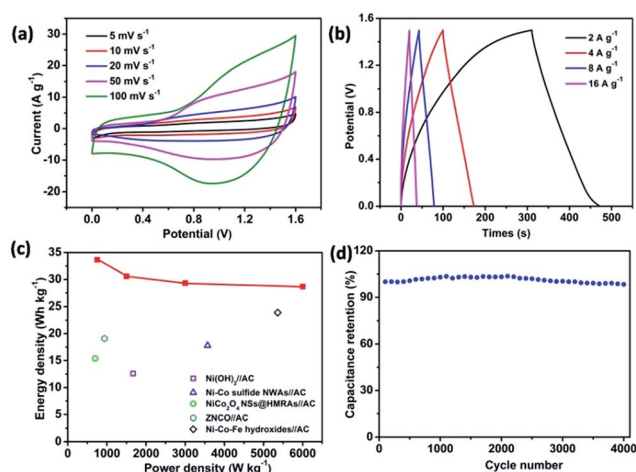 (a)
5 mV s⁻¹
10 mV s⁻¹
20 mV s⁻¹
50 mV s⁻¹
100 mV s⁻¹
Current (A g⁻¹)
30
20
10
0
-10
-20
0.0 0.4 0.8 1.2 1.6
Potential (V)
(b)
2 A g⁻¹
4 A g⁻¹
8 A g⁻¹
16 A g⁻¹
Potential (V)
1.8
1.2
0.6
0.0
0 100 200 300 400 500
Times (s)
(c)
Energy density (Wh kg⁻¹)
35
30
25
20
15
10
5
0
Ni(OH)₂//AC
Ni-Co sulfide NWAs//AC
NiCo₂O₄ NSs@HMRAs//AC
ZNCO//AC
Ni-Co-Fe hydroxides//AC
0 1000 2000 3000 4000 5000 6000
Power density (W kg⁻¹)
(d)
Capacitance retention (%)
120
90
60
30
0
0 1000 2000 3000 4000
Cycle number